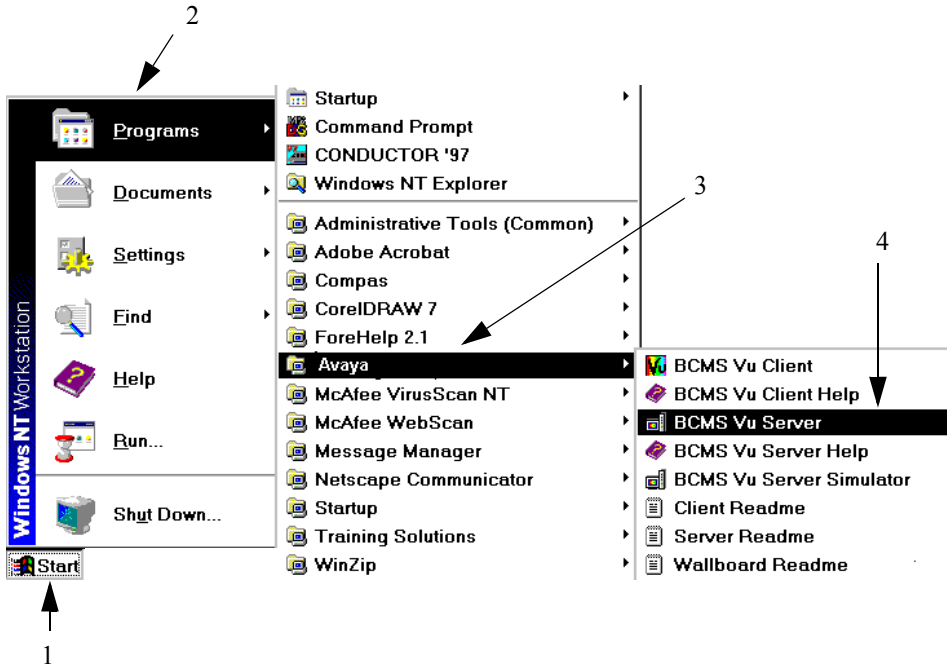 2
Startup
Command Prompt
CONDUCTOR '97
Windows NT Explorer
3
Administrative Tools (Common)
Adobe Acrobat
Compas
CorelDRAW 7
ForeHelp 2.1
Avaya
McAfee VirusScan NT
McAfee WebScan
Message Manager
Netscape Communicator
Startup
Training Solutions
WinZip
4
BCMS Vu Client
BCMS Vu Client Help
BCMS Vu Server
BCMS Vu Server Help
BCMS Vu Server Simulator
Client Readme
Server Readme
Wallboard Readme
Programs
Documents
Settings
Find
Help
Run...
Shut Down...
Windows NT Workstation
Start
1